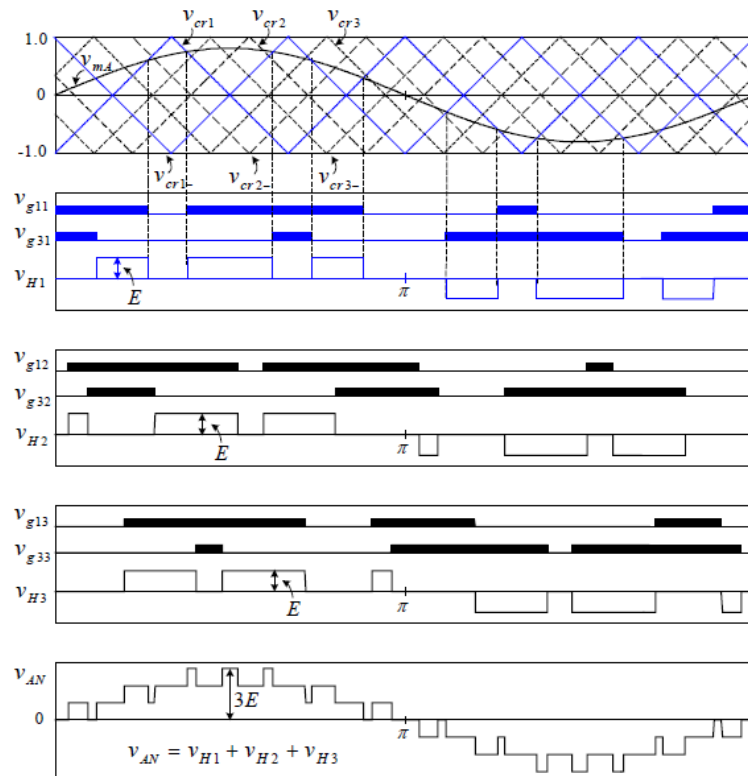 v_cr1 v_cr2 v_cr3
1.0
v_mA
0
π
-1.0
v_cr1- v_cr2- v_cr3-
v_g11
v_g31
v_H1
E
π
v_g12
v_g32
v_H2
E
π
v_g13
v_g33
v_H3
E
π
v_AN
3E
0
π
v_AN = v_H1 + v_H2 + v_H3